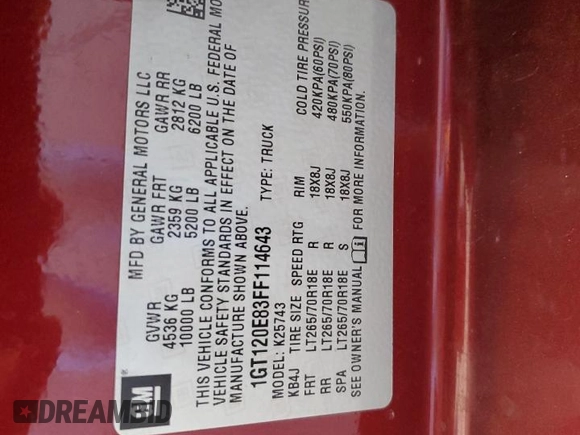 GM
MFD BY GENERAL MOTORS LLC
GVWR GAWR FRT GAWR RR
4536 KG 2359 KG 2812 KG
10000 LB 5200 LB 6200 LB
THIS VEHICLE CONFORMS TO ALL APPLICABLE U.S. FEDERAL MO
VEHICLE SAFETY STANDARDS IN EFFECT ON THE DATE OF
MANUFACTURE SHOWN ABOVE.
1GT120E83FF114643 TYPE: TRUCK
MODEL: K25743
KB4J TIRE SIZE SPEED RTG RIM COLD TIRE PRESSUR
FRT LT265/70R18E R 18X8J 420KPA(60PSI)
RR LT265/70R18E R 18X8J 480KPA(70PSI)
SPA LT265/70R18E S 18X8J 550KPA(80PSI)
SEE OWNER'S MANUAL FOR MORE INFORMATION.
DREAMBID